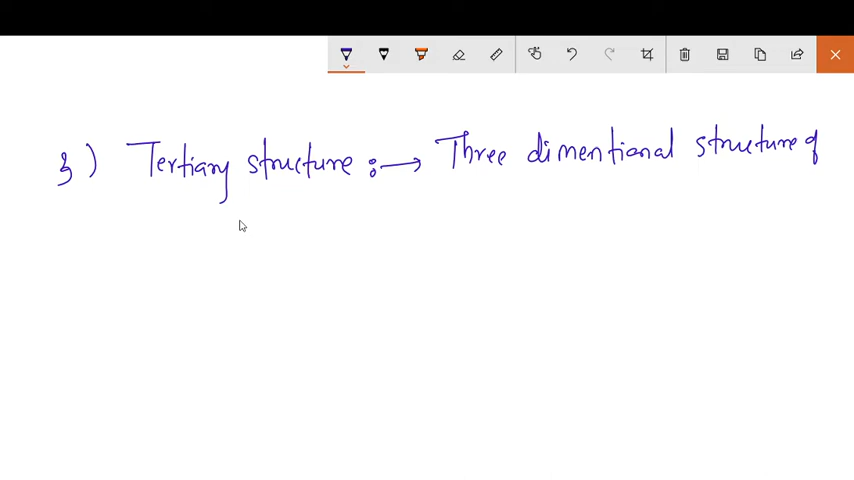 3) Tertiary structure :→ Three dimentional structure of